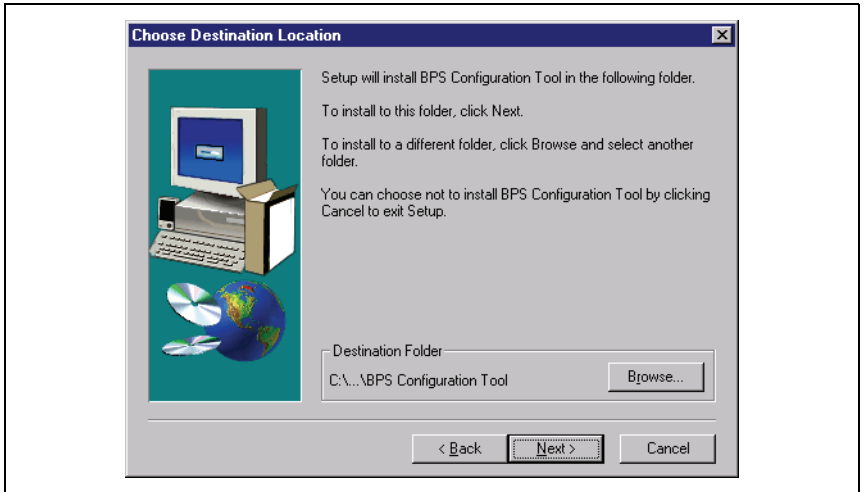 Choose Destination Location
Setup will install BPS Configuration Tool in the following folder.
To install to this folder, click Next.
To install to a different folder, click Browse and select another
folder.
You can choose not to install BPS Configuration Tool by clicking
Cancel to exit Setup.
Destination Folder
C:\...\BPS Configuration Tool
Browse...
< Back
Next >
Cancel